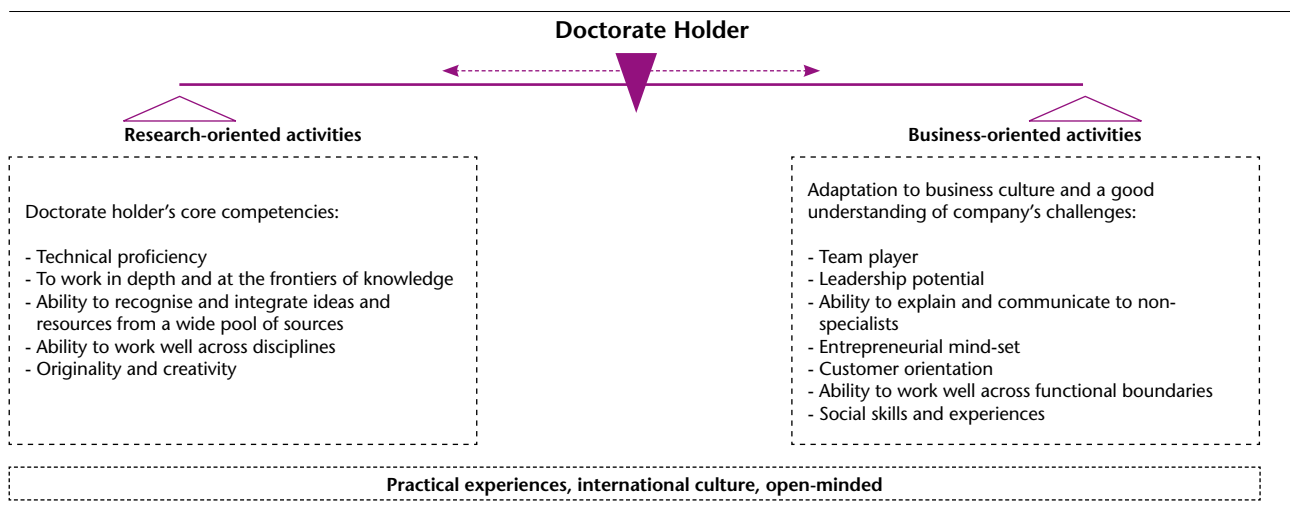 Doctorate Holder
Research-oriented activities
Doctorate holder’s core competencies:
- Technical proficiency
- To work in depth and at the frontiers of knowledge
- Ability to recognise and integrate ideas and
resources from a wide pool of sources
- Ability to work well across disciplines
- Originality and creativity
Business-oriented activities
Adaptation to business culture and a good
understanding of company’s challenges:
- Team player
- Leadership potential
- Ability to explain and communicate to non-
specialists
- Entrepreneurial mind-set
- Customer orientation
- Ability to work well across functional boundaries
- Social skills and experiences
Practical experiences, international culture, open-minded